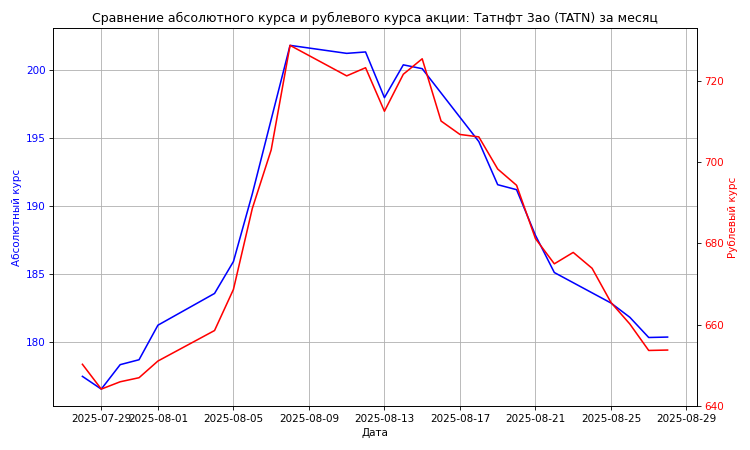 Сравнение абсолютного курса и рублевого курса акции: Татнфт 3ао (TATN) за месяц
Абсолютный курс
200
195
190
185
180
720
700
680
660
640
Рублевый курс
2025-07-29 2025-08-01 2025-08-05 2025-08-09 2025-08-13 2025-08-17 2025-08-21 2025-08-25 2025-08-29
Дата